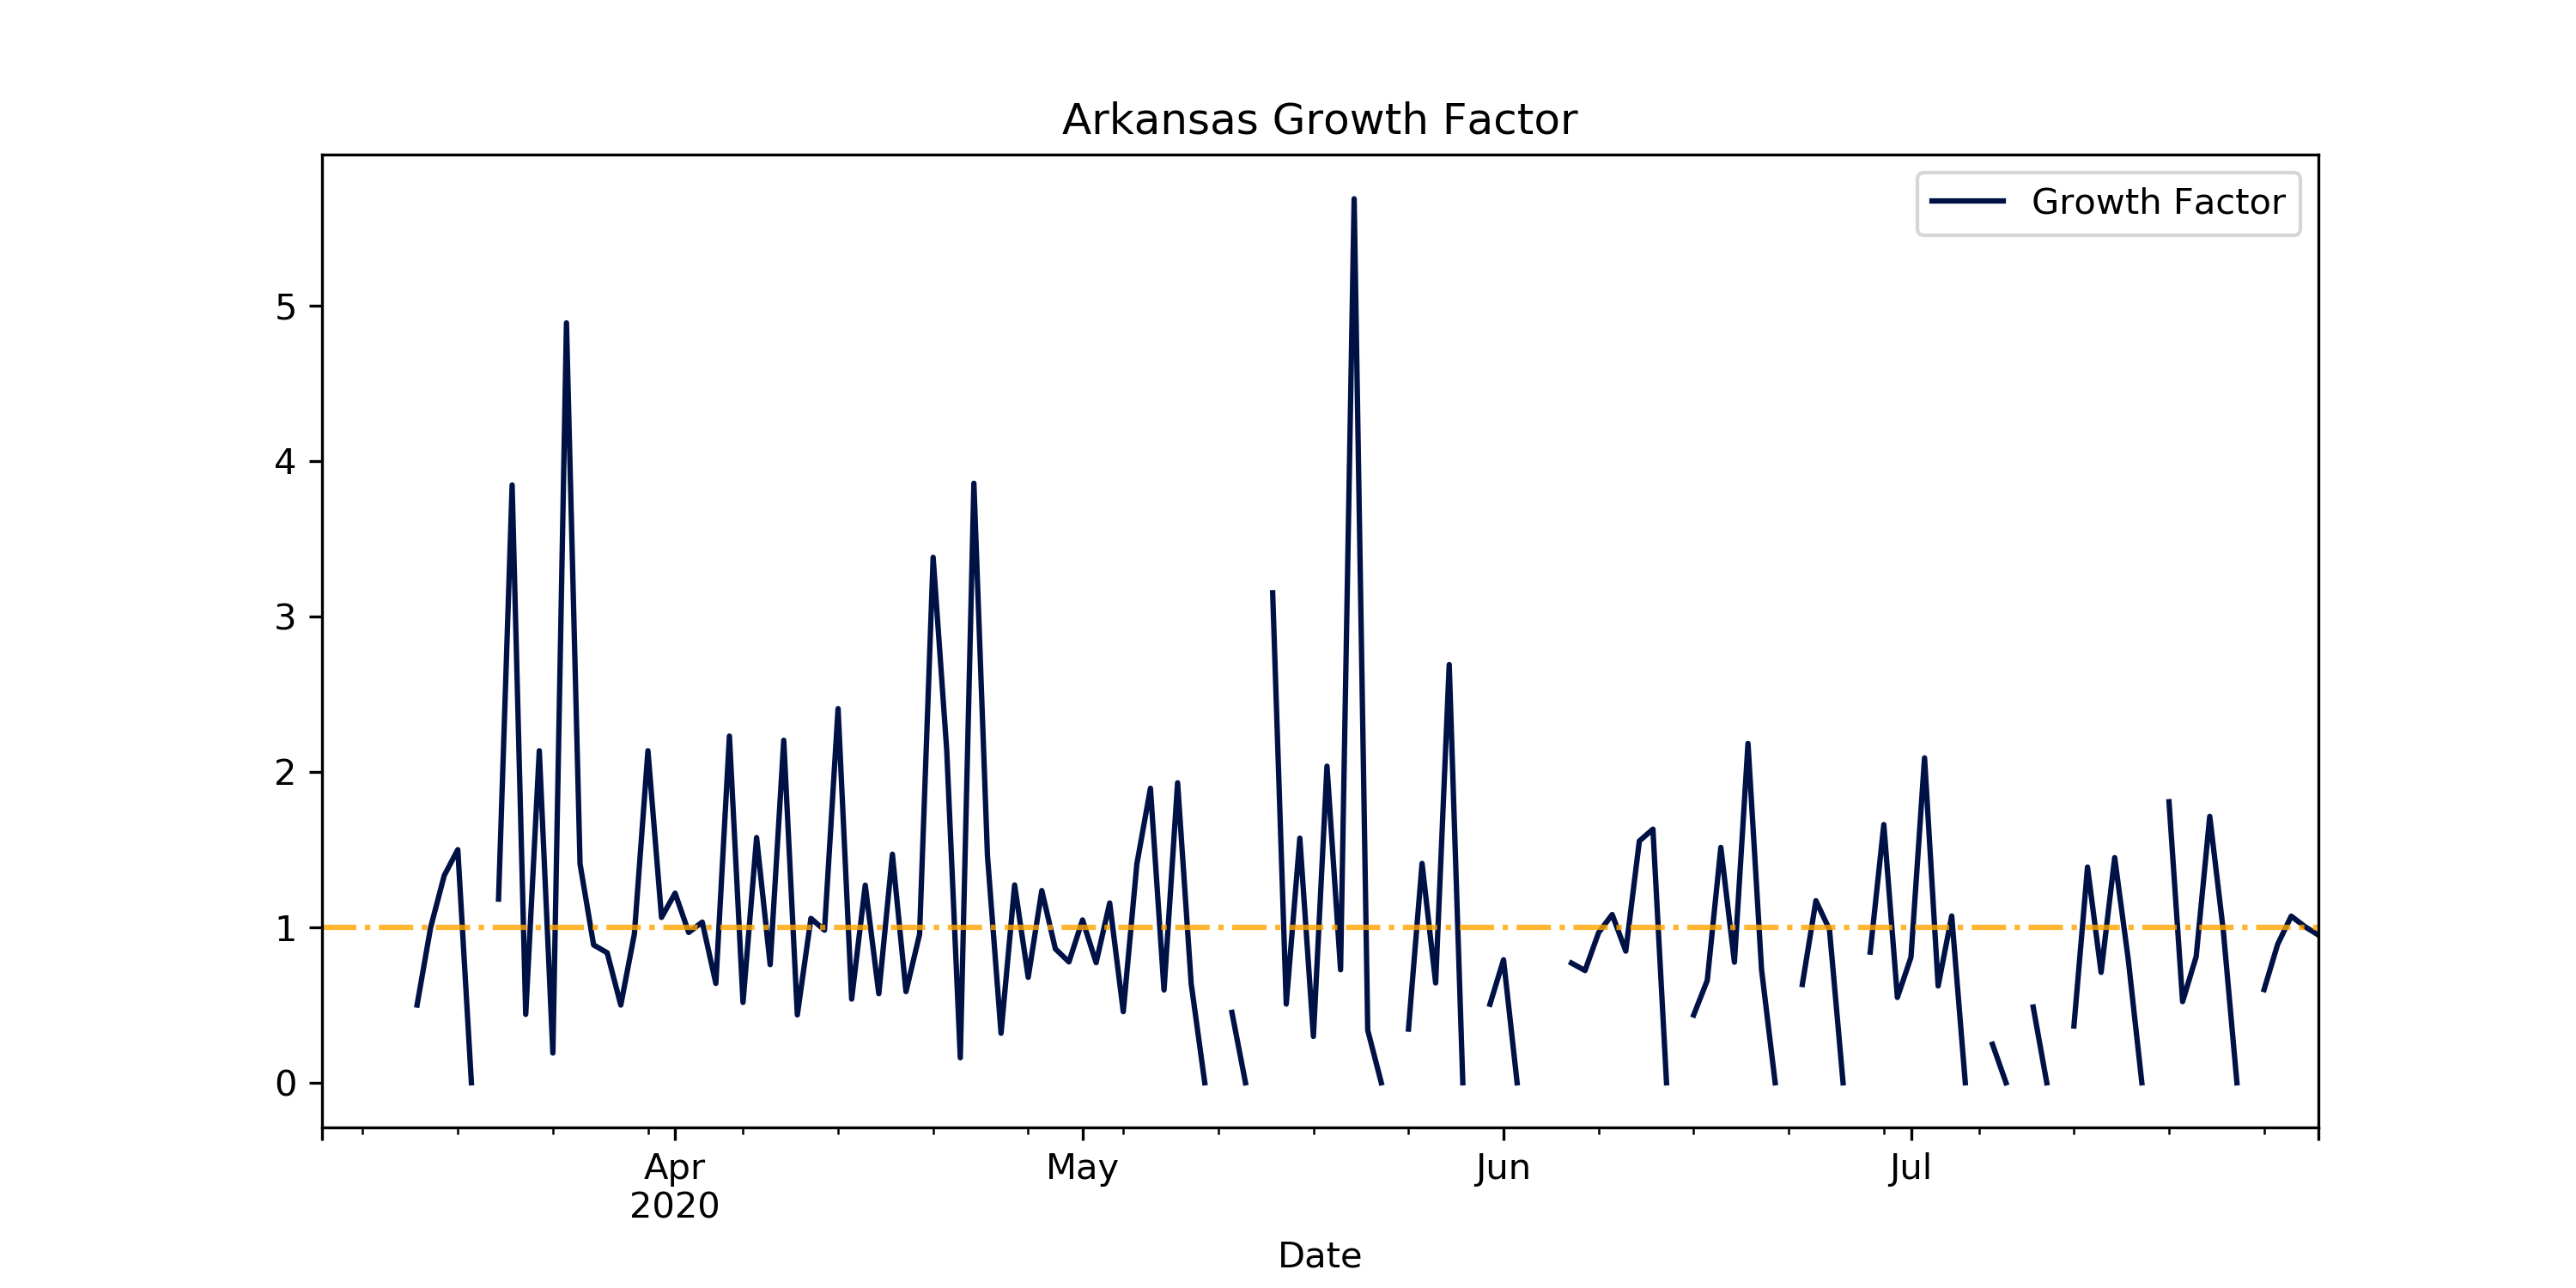 Arkansas Growth Factor
Growth Factor
5
4
3
2
1
0
Apr
2020
May
Jun
Jul
Date